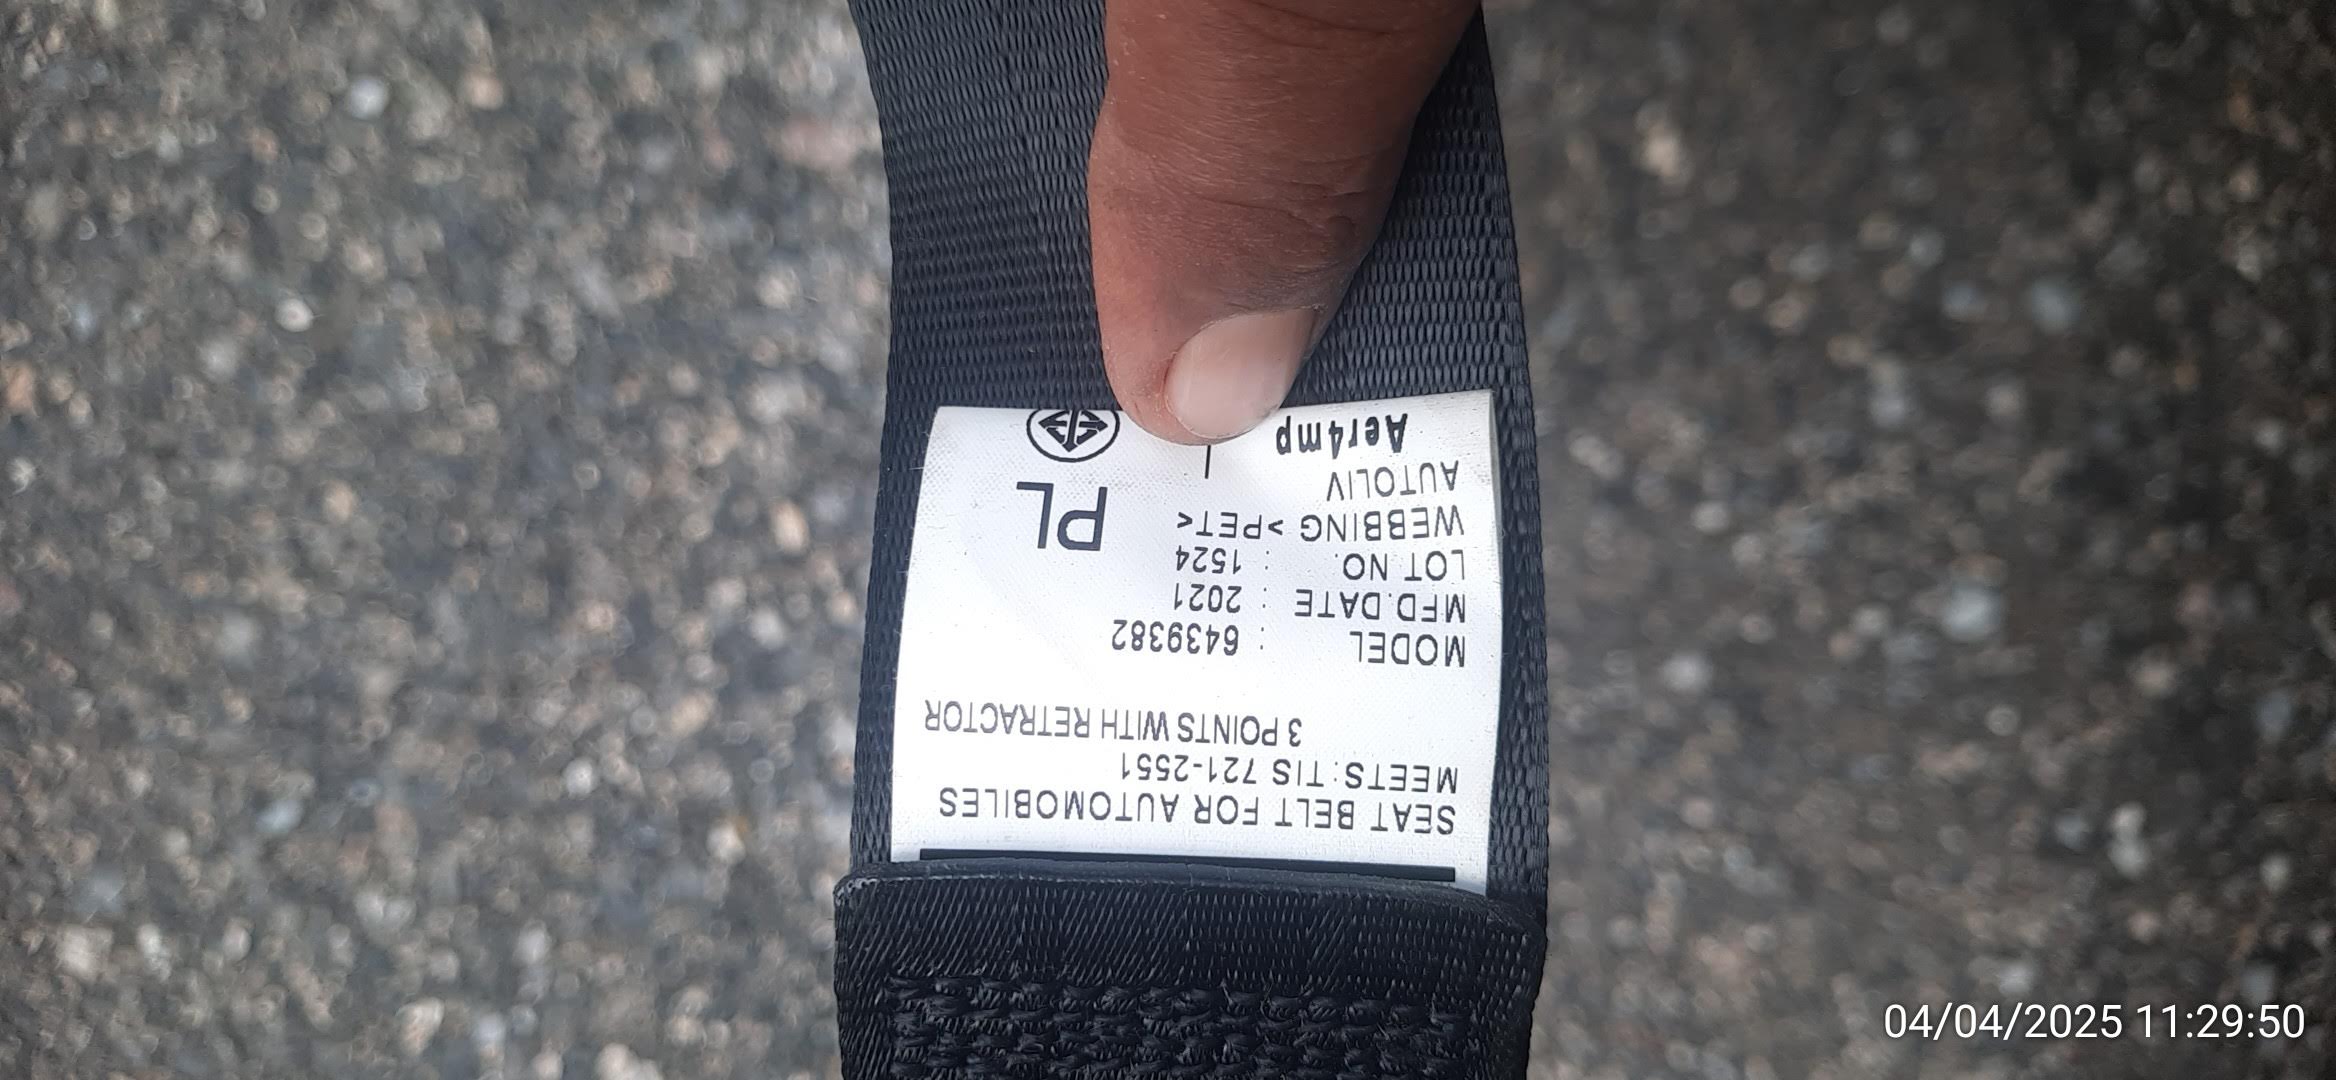 SEAT BELT FOR AUTOMOBILES
MEETS:TIS 721-2551
3 POINTS WITH RETRACTOR
MODEL : 6439382
MFD.DATE : 2021
LOT NO. : 1524
WEBBING >PET<
PL
AUTOLIV
Aer4mp
04/04/2025 11:29:50